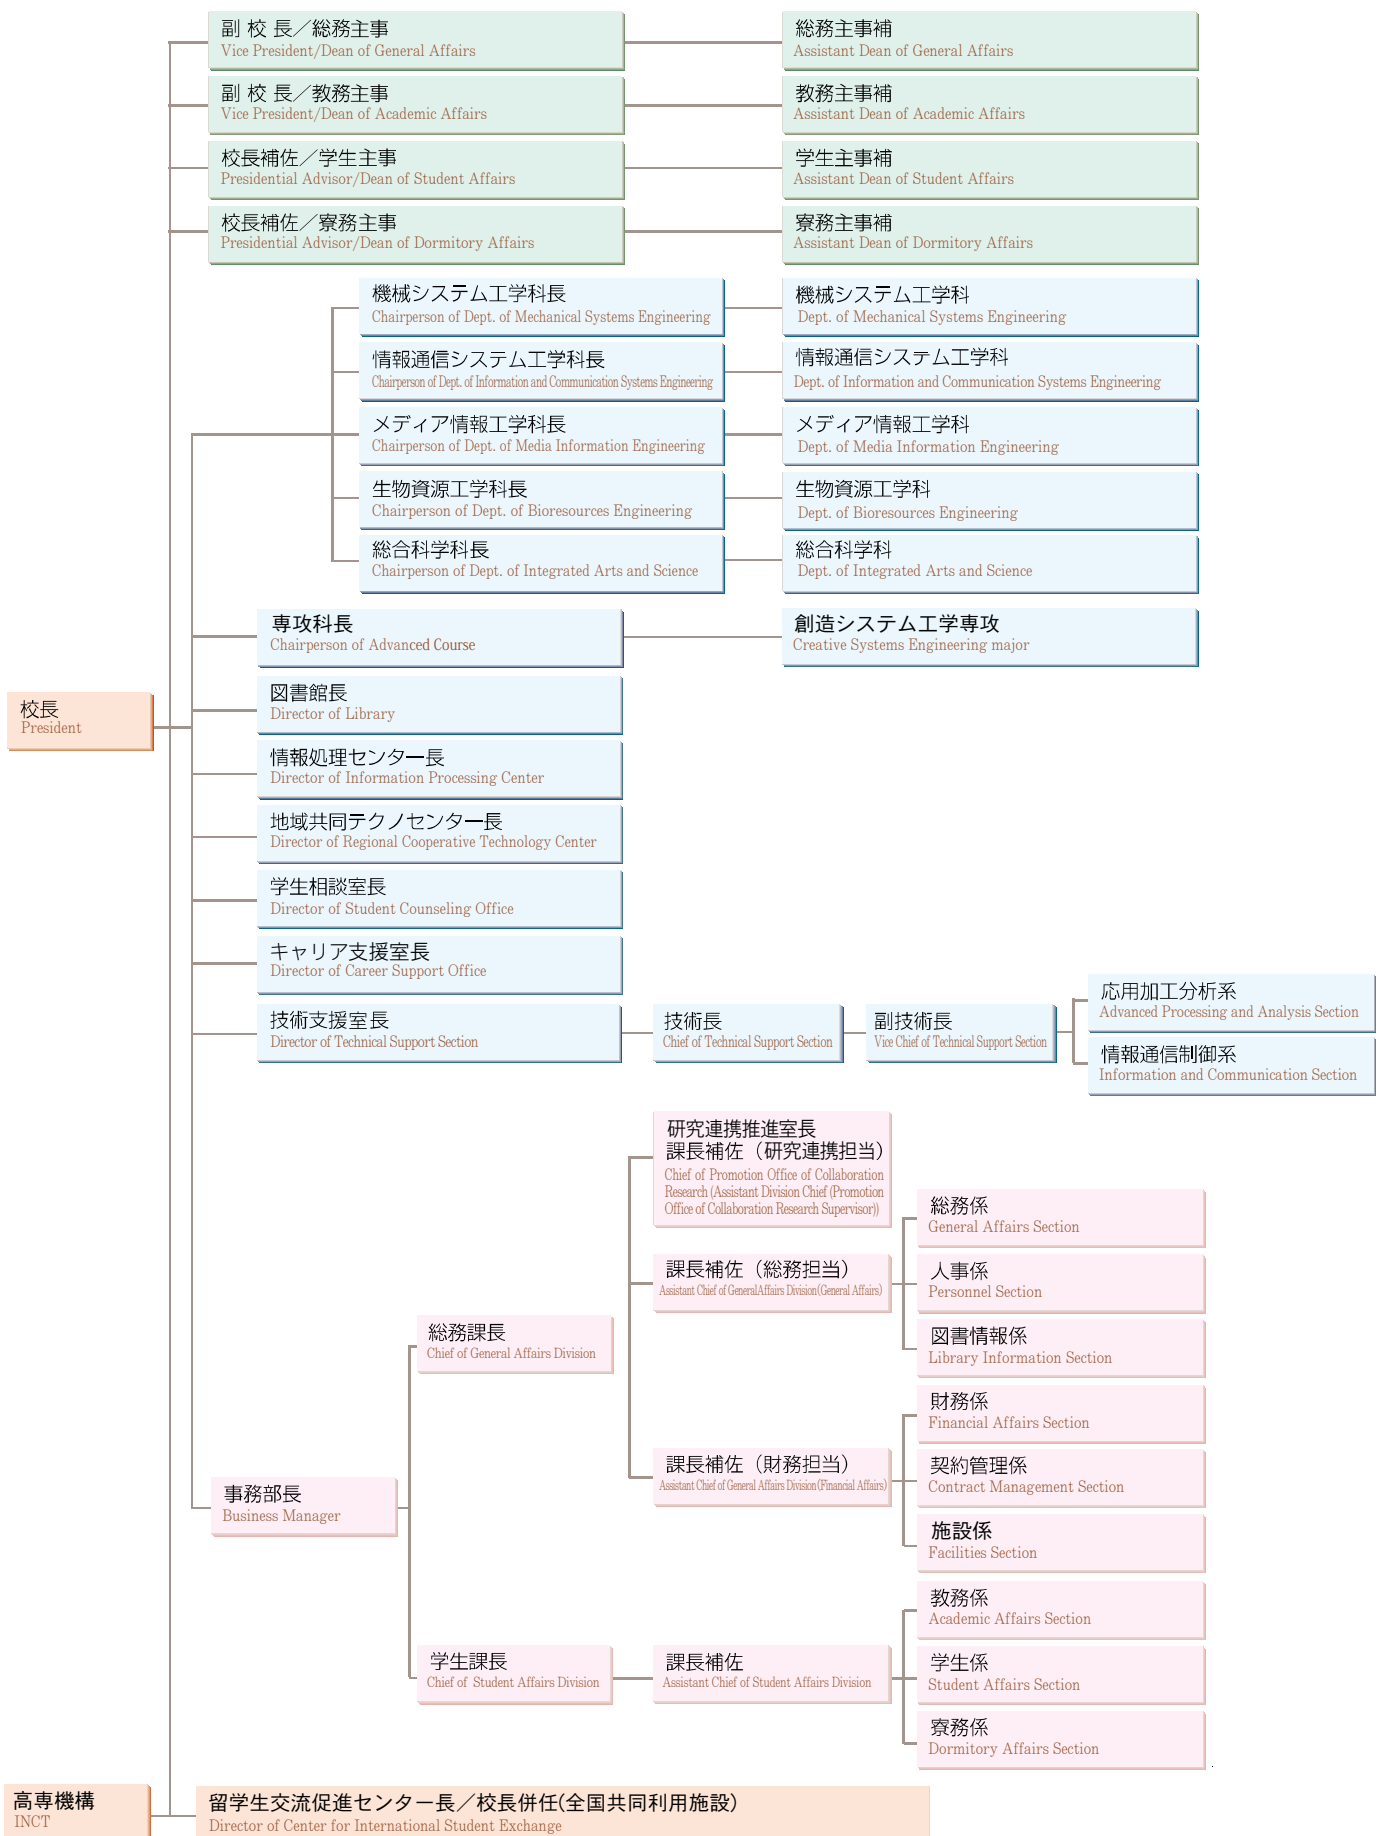 副 校 長／総務主事
Vice President/Dean of General Affairs
総務主事補
Assistant Dean of General Affairs
副 校 長／教務主事
Vice President/Dean of Academic Affairs
教務主事補
Assistant Dean of Academic Affairs
校長補佐／学生主事
Presidential Advisor/Dean of Student Affairs
学生主事補
Assistant Dean of Student Affairs
校長補佐／寮務主事
Presidential Advisor/Dean of Dormitory Affairs
寮務主事補
Assistant Dean of Dormitory Affairs
機械システム工学科長
Chairperson of Dept. of Mechanical Systems Engineering
機械システム工学科
Dept. of Mechanical Systems Engineering
情報通信システム工学科長
Chairperson of Dept. of Information and Communication Systems Engineering
情報通信システム工学科
Dept. of Information and Communication Systems Engineering
メディア情報工学科長
Chairperson of Dept. of Media Information Engineering
メディア情報工学科
Dept. of Media Information Engineering
生物資源工学科長
Chairperson of Dept. of Bioresources Engineering
生物資源工学科
Dept. of Bioresources Engineering
総合科学科長
Chairperson of Dept. of Integrated Arts and Science
総合科学科
Dept. of Integrated Arts and Science
専攻科長
Chairperson of Advanced Course
創造システム工学専攻
Creative Systems Engineering major
校長
President
図書館長
Director of Library
情報処理センター長
Director of Information Processing Center
地域共同テクノセンター長
Director of Regional Cooperative Technology Center
学生相談室長
Director of Student Counseling Office
キャリア支援室長
Director of Career Support Office
技術支援室長
Director of Technical Support Section
技術長
Chief of Technical Support Section
副技術長
Vice Chief of Technical Support Section
応用加工分析系
Advanced Processing and Analysis Section
情報通信制御系
Information and Communication Section
研究連携推進室長
課長補佐（研究連携担当）
Chief of Promotion Office of Collaboration
Research (Assistant Division Chief (Promotion
Office of Collaboration Research Supervisor))
総務係
General Affairs Section
課長補佐（総務担当）
Assistant Chief of GeneralAffairs Division(General Affairs)
人事係
Personnel Section
総務課長
Chief of General Affairs Division
図書情報係
Library Information Section
財務係
Financial Affairs Section
課長補佐（財務担当）
Assistant Chief of General Affairs Division(Financial Affairs)
契約管理係
Contract Management Section
事務部長
Business Manager
施設係
Facilities Section
教務係
Academic Affairs Section
学生課長
Chief of Student Affairs Division
課長補佐
Assistant Chief of Student Affairs Division
学生係
Student Affairs Section
寮務係
Dormitory Affairs Section
高専機構
INCT
留学生交流促進センター長／校長併任(全国共同利用施設)
Director of Center for International Student Exchange